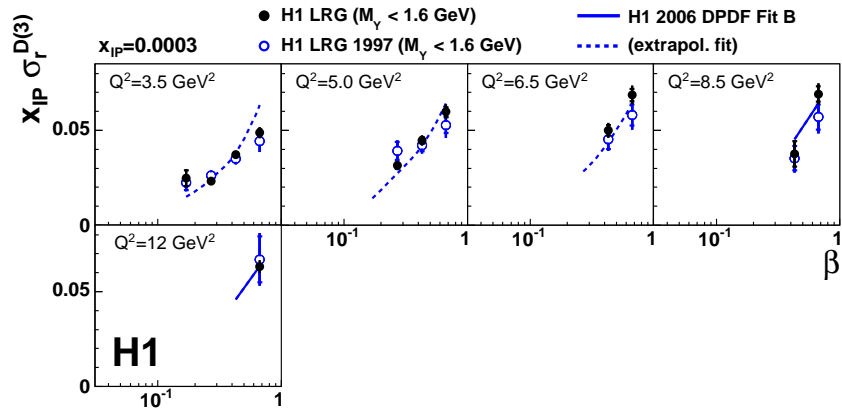 H1 LRG (M_Y < 1.6 GeV)
H1 2006 DPDF Fit B
x_IP=0.0003
H1 LRG 1997 (M_Y < 1.6 GeV)
(extrapol. fit)
x_IP σ_r^D(3)
Q²=3.5 GeV²
Q²=5.0 GeV²
Q²=6.5 GeV²
Q²=8.5 GeV²
0.05
0
10⁻¹ 1
10⁻¹ 1
10⁻¹ 1
β
Q²=12 GeV²
0.05
H1
0
10⁻¹ 1